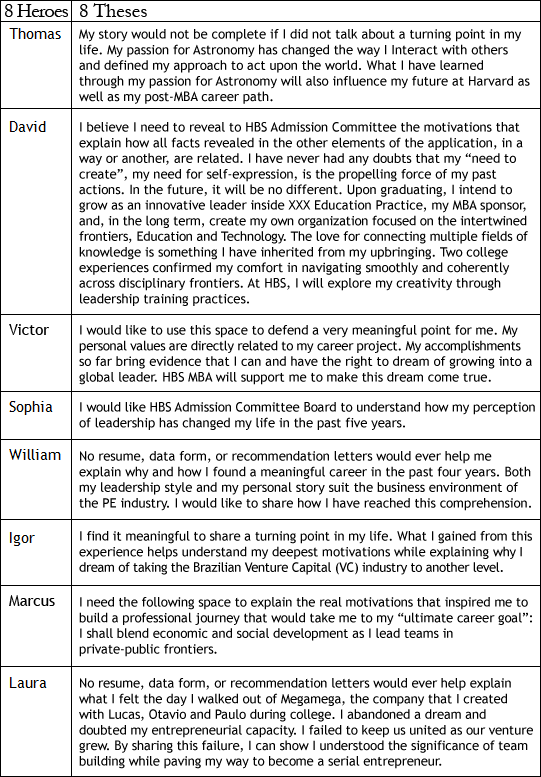 8 Heroes 8 Theses
Thomas My story would not be complete if I did not talk about a turning point in my
life. My passion for Astronomy has changed the way I Interact with others
and defined my approach to act upon the world. What I have learned
through my passion for Astronomy will also influence my future at Harvard as
well as my post-MBA career path.
David I believe I need to reveal to HBS Admission Committee the motivations that
explain how all facts revealed in the other elements of the application, in a
way or another, are related. I have never had any doubts that my “need to
create”, my need for self-expression, is the propelling force of my past
actions. In the future, it will be no different. Upon graduating, I intend to
grow as an innovative leader inside XXX Education Practice, my MBA sponsor,
and, in the long term, create my own organization focused on the intertwined
frontiers, Education and Technology. The love for connecting multiple fields of
knowledge is something I have inherited from my upbringing. Two college
experiences confirmed my comfort in navigating smoothly and coherently
across disciplinary frontiers. At HBS, I will explore my creativity through
leadership training practices.
Victor I would like to use this space to defend a very meaningful point for me. My
personal values are directly related to my career project. My accomplishments
so far bring evidence that I can and have the right to dream of growing into a
global leader. HBS MBA will support me to make this dream come true.
Sophia I would like HBS Admission Committee Board to understand how my perception
of leadership has changed my life in the past five years.
William No resume, data form, or recommendation letters would ever help me
explain why and how I found a meaningful career in the past four years. Both
my leadership style and my personal story suit the business environment of
the PE industry. I would like to share how I have reached this comprehension.
Igor I find it meaningful to share a turning point in my life. What I gained from this
experience helps understand my deepest motivations while explaining why I
dream of taking the Brazilian Venture Capital (VC) industry to another level.
Marcus I need the following space to explain the real motivations that inspired me to
build a professional journey that would take me to my “ultimate career goal”:
I shall blend economic and social development as I lead teams in
private-public frontiers.
Laura No resume, data form, or recommendation letters would ever help explain
what I felt the day I walked out of Megamega, the company that I created
with Lucas, Otavio and Paulo during college. I abandoned a dream and
doubted my entrepreneurial capacity. I failed to keep us united as our venture
grew. By sharing this failure, I can show I understood the significance of team
building while paving my way to become a serial entrepreneur.